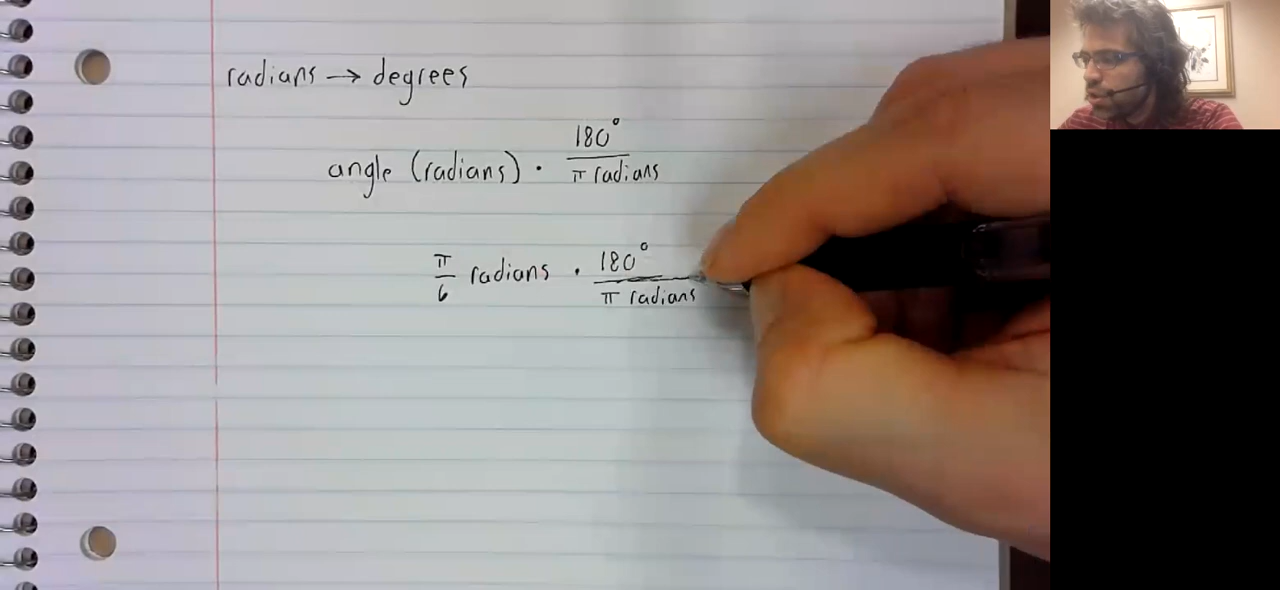 radians → degrees
angle (radians) · 180° / π radians
π/6 radians · 180° / π radians